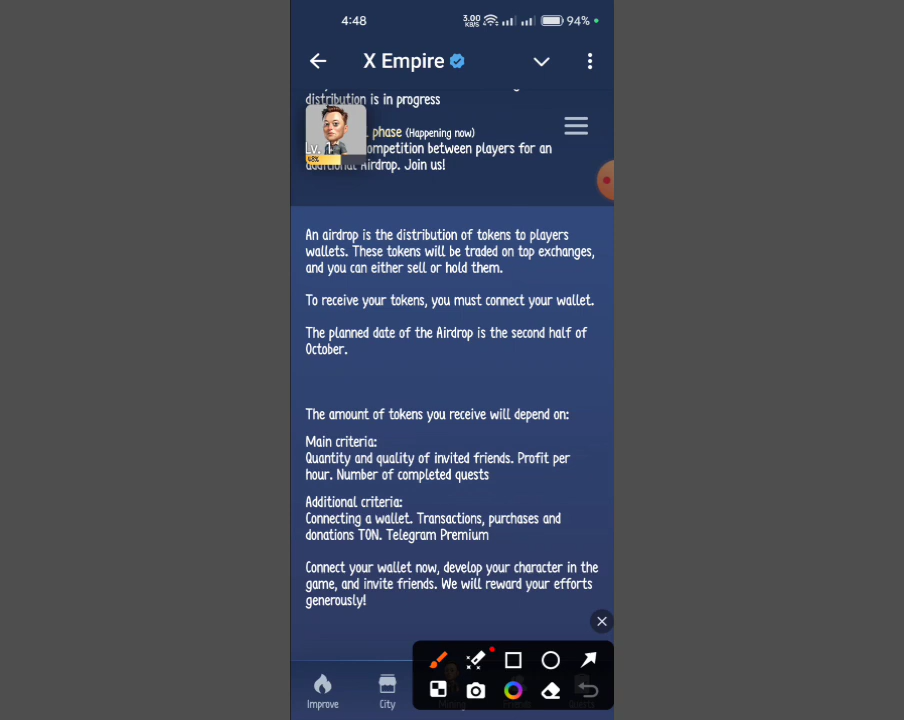 4:48
3.00 KB/S
94%
X Empire
distribution is in progress
phase (Happening now)
Lv. 1
ompetition between players for an
Airdrop. Join us!
An airdrop is the distribution of tokens to players
wallets. These tokens will be traded on top exchanges,
and you can either sell or hold them.
To receive your tokens, you must connect your wallet.
The planned date of the Airdrop is the second half of
October.
The amount of tokens you receive will depend on:
Main criteria:
Quantity and quality of invited friends. Profit per
hour. Number of completed quests
Additional criteria:
Connecting a wallet. Transactions, purchases and
donations TON. Telegram Premium
Connect your wallet now, develop your character in the
game, and invite friends. We will reward your efforts
generously!
Improve
City
Mining
Friends
Quests